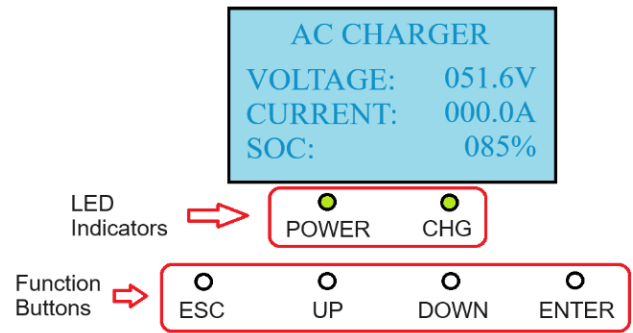 AC CHARGER
VOLTAGE: 051.6V
CURRENT: 000.0A
SOC: 085%
LED
Indicators
POWER CHG
Function
Buttons
ESC UP DOWN ENTER